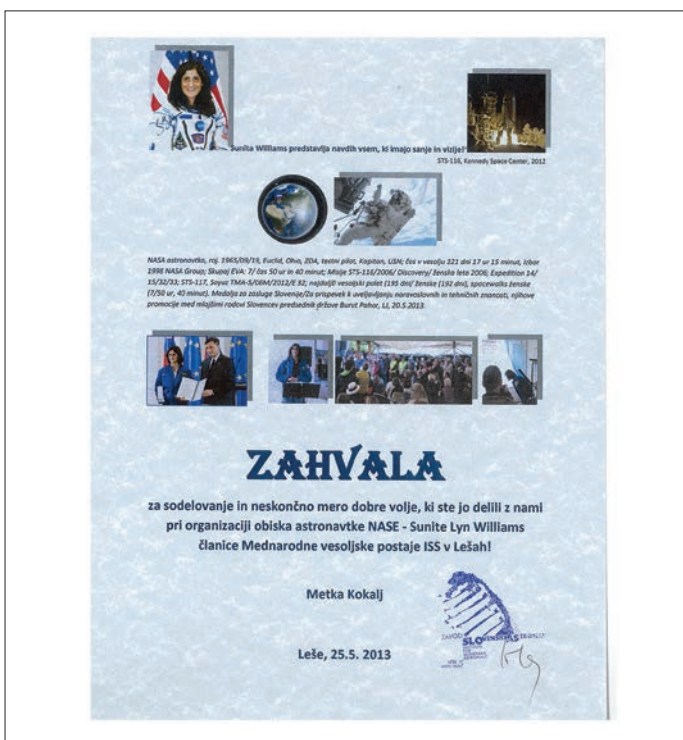 "Sunita Williams predstavlja navdih vsem, ki imajo sanje in vizije!"
STS-116, Kennedy Space Center, 2012
NASA astronavtka, roj. 1965/09/19, Euclid, Ohio, ZDA, testni pilot, Kapitan, USN; čas v vesolju 321 dni 17 ur 15 minut, izbor
1998 NASA Group; Skupaj EVA: 7/ čas 50 ur in 40 minut; Misije STS-116/2006/ Discovery/ ženska leta 2006; Expedition 14/
15/32/33; STS-117, Soyuz TMA-5/06M/2012/E 32; najdaljši vesoljski polet (195 dni/ ženske (192 dni), spacewalks ženske
(7/50 ur, 40 minut). Medalja za zasluge Slovenije/Za prispevek k uveljavljanju naravoslovnih in tehničnih znanosti, njihove
promocije med mlajšimi rodovi Slovencev predsednik države Borut Pahor, LJ, 20.5.2013.
ZAHVALA
za sodelovanje in neskončno mero dobre volje, ki ste jo delili z nami
pri organizaciji obiska astronavtke NASE - Sunite Lyn Williams
članice Mednarodne vesoljske postaje ISS v Lešah!
Metka Kokalj
ZAVOD
Leše, 25.5. 2013